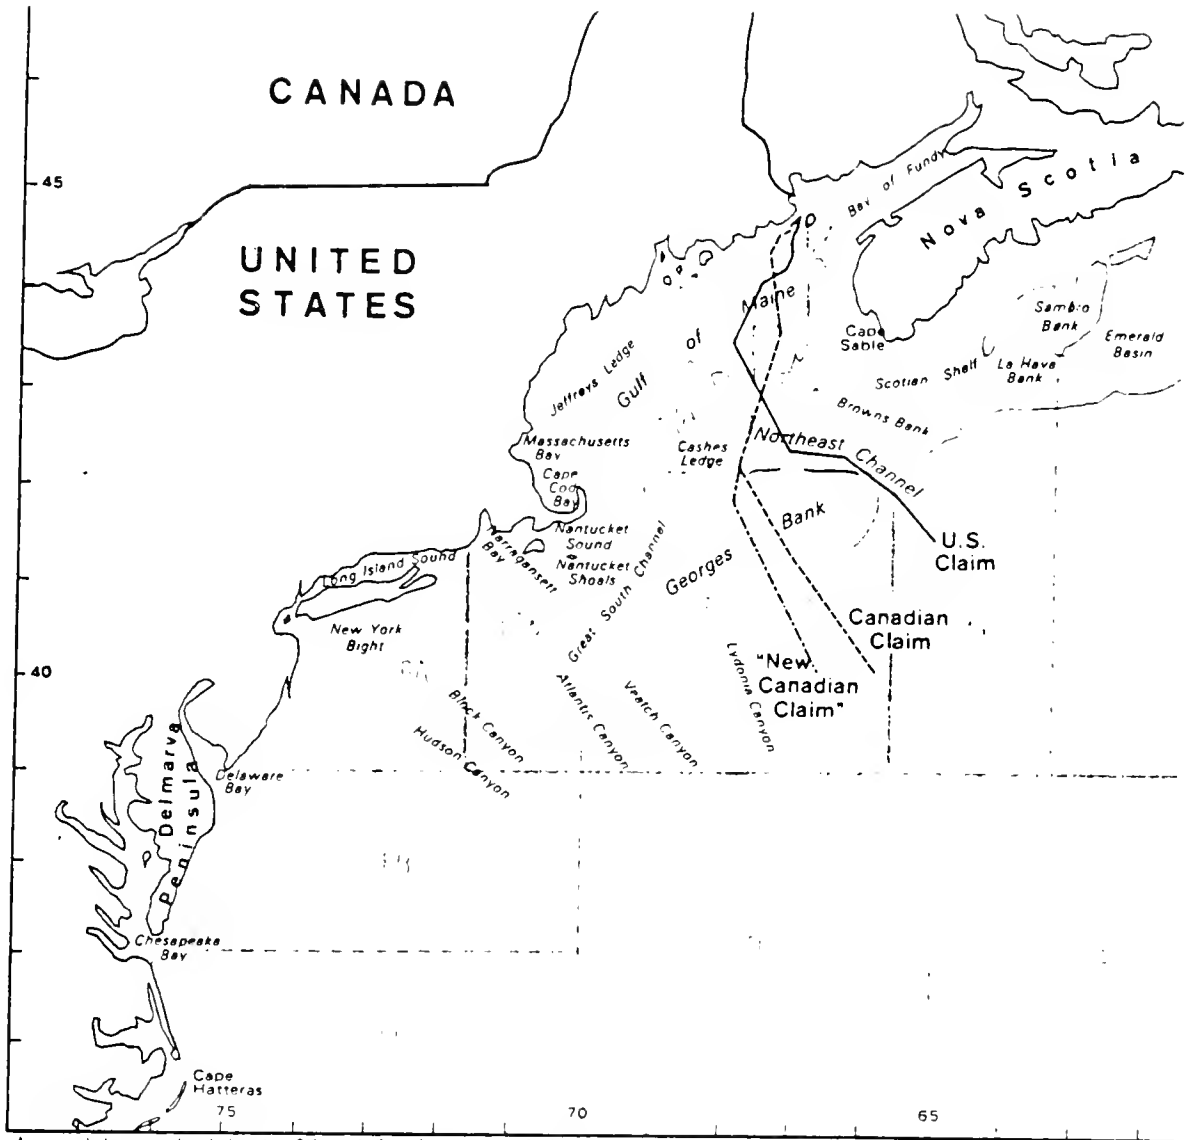 CANADA
45
UNITED
STATES
Bay of Fundy
Nova Scotia
Gulf of Maine
Cape
Sable
Sambro
Bank
Emerald
Basin
La Have
Bank
Scotian Shelf
Browns Bank
Jeffreys Ledge
Massachusetts
Bay
Cape
Cod
Bay
Cashes
Ledge
Northeast Channel
Georges Bank
U.S.
Claim
Nantucket
Sound
Nantucket
Shoals
Narragansett
Bay
Long Island Sound
Great South Channel
New York
Bight
Canadian
Claim
"New
Canadian
Claim"
40
Lydonia Canyon
Veatch Canyon
Atlantis Canyon
Block Canyon
Hudson Canyon
Delaware
Bay
Delmarva
Peninsula
Chesapeaka
Bay
Cape
Hatteras
75
70
65